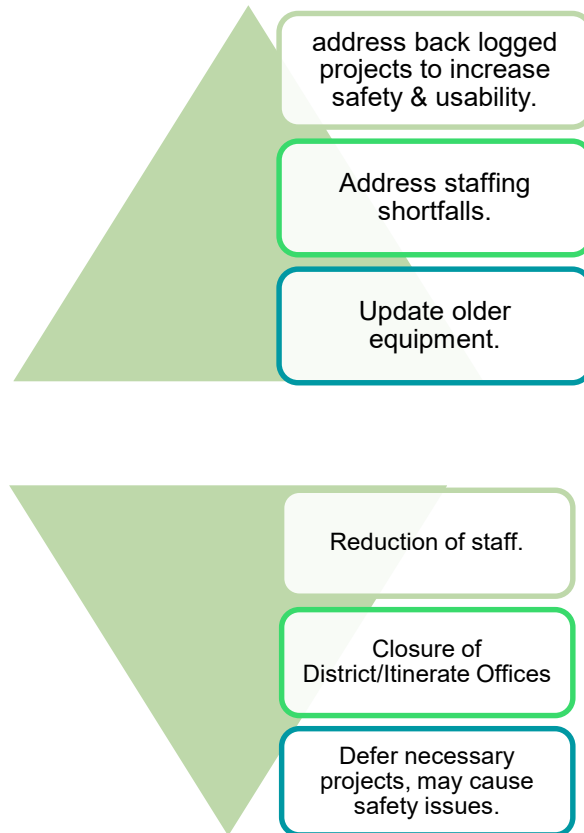 address back logged
projects to increase
safety & usability.
Address staffing
shortfalls.
Update older
equipment.
Reduction of staff.
Closure of
District/Itinerate Offices
Defer necessary
projects, may cause
safety issues.